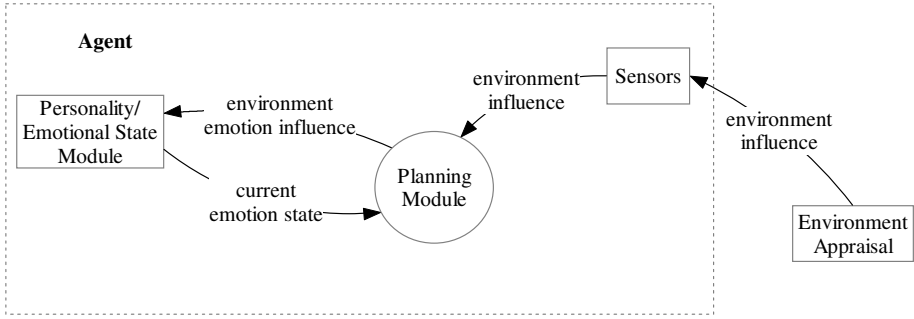 Agent
Personality/
Emotional State
Module
environment
emotion influence
current
emotion state
Planning
Module
environment
influence
Sensors
environment
influence
Environment
Appraisal